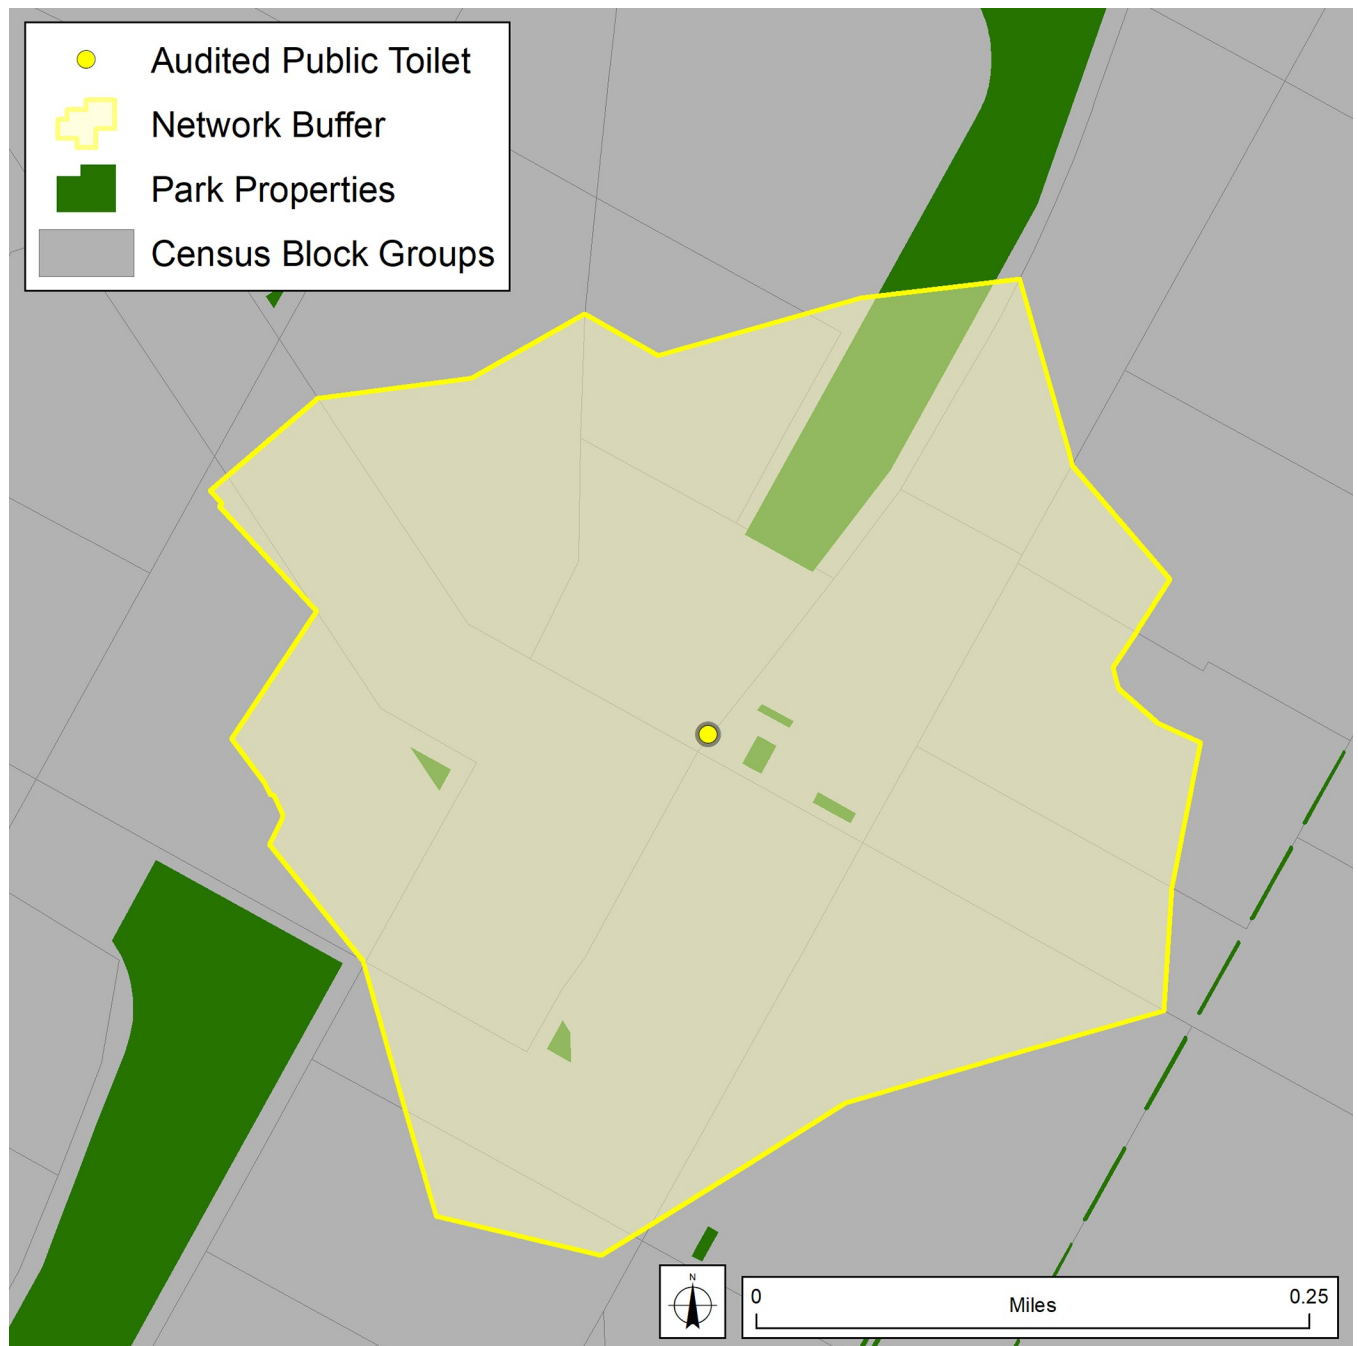 Audited Public Toilet
Network Buffer
Park Properties
Census Block Groups
N
0
Miles
0.25